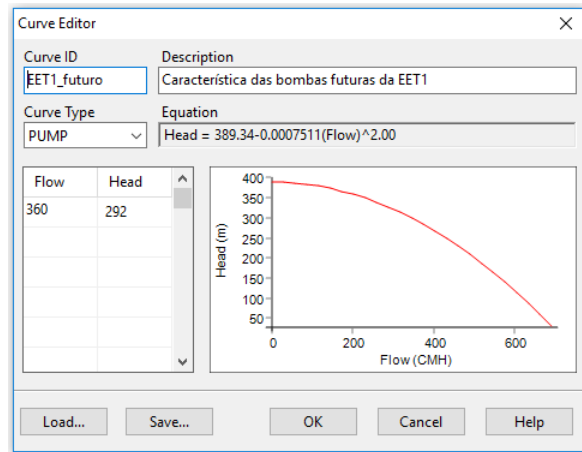 Curve Editor
Curve ID
Description
EET1_futuro
Característica das bombas futuras da EET1
Curve Type
Equation
PUMP
Head = 389.34-0.0007511(Flow)^2.00
Flow
Head
360
292
400
350
300
250
200
150
100
50
Head (m)
0
200
400
600
Flow (CMH)
Load...
Save...
OK
Cancel
Help